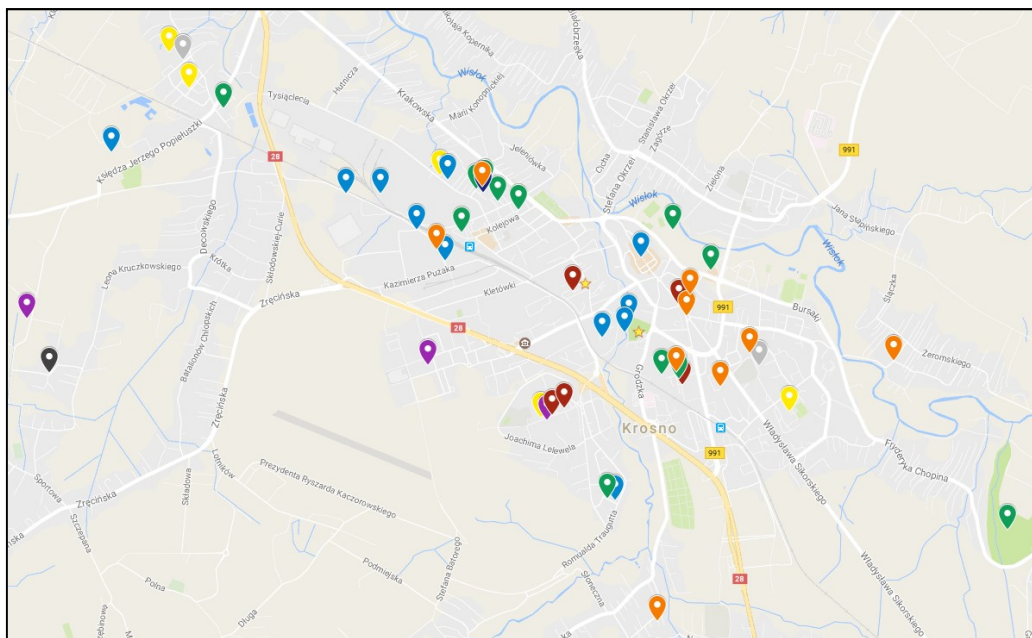 Mikołaja Kopernika
Białobrzeska
Wisłok
Hutnicza
Tysiąclecia
Krakowska
Marii Konopnickiej
Stanisława Okrzei
Zagórze
Księdza Jerzego Popiełuszki
28
Jeleniówka
Cicha
Stefana Okrzei
991
Zielona
Wisłok
Jana Stapińskiego
Kolejowa
Decowskiego
Skłodowskiej-Curie
Krótka
Leona Kruczkowskiego
Kazimierza Pużaka
Wisłok
Kletówki
Zręcińska
Ślączka
991
Bursaki
28
Batalionów Chłopskich
Żeromskiego
Grodzka
Zręcińska
Krosno
Joachima Lelewela
Władysława Sikorskiego
Fryderyka Chopina
991
Lotników
Prezydenta Ryszarda Kaczorowskiego
Sportowa
Składowa
Zręcińska
Szczepana
Romualda Traugutta
Władysława Sikorskiego
Stefana Batorego
Podmiejska
Słoneczna
28
Polna
Długa